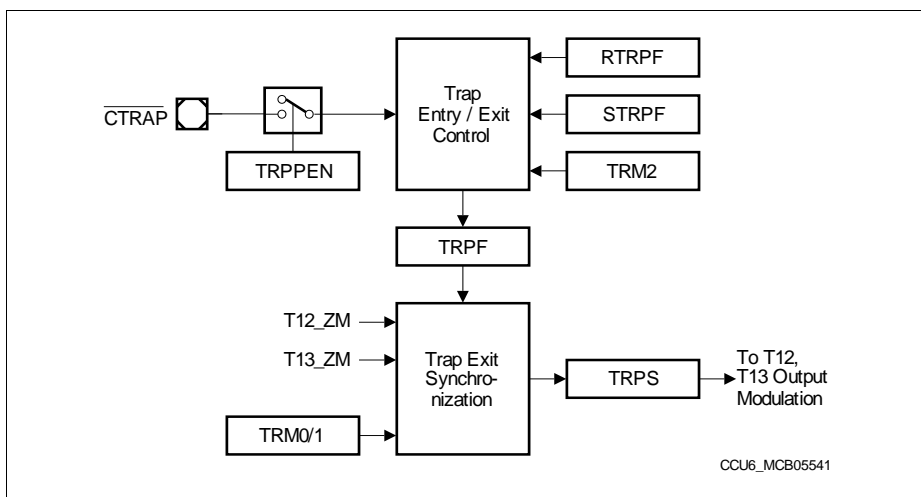 CTRAP
TRPPEN
Trap
Entry / Exit
Control
RTRPF
STRPF
TRM2
TRPF
T12_ZM
T13_ZM
TRM0/1
Trap Exit
Synchro-
nization
TRPS
To T12,
T13 Output
Modulation
CCU6_MCB05541